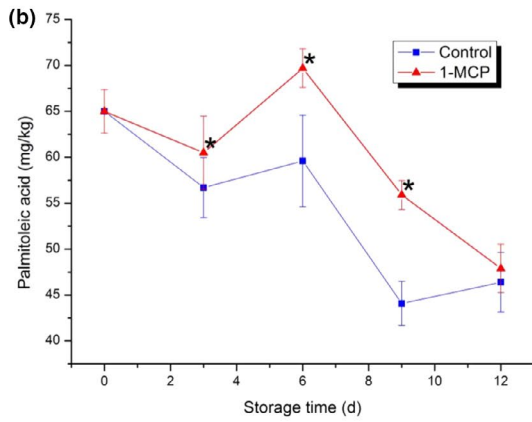 (b)
Control
1-MCP
Palmitoleic acid (mg/kg)
75
70
65
60
55
50
45
40
*
*
*
0 2 4 6 8 10 12
Storage time (d)